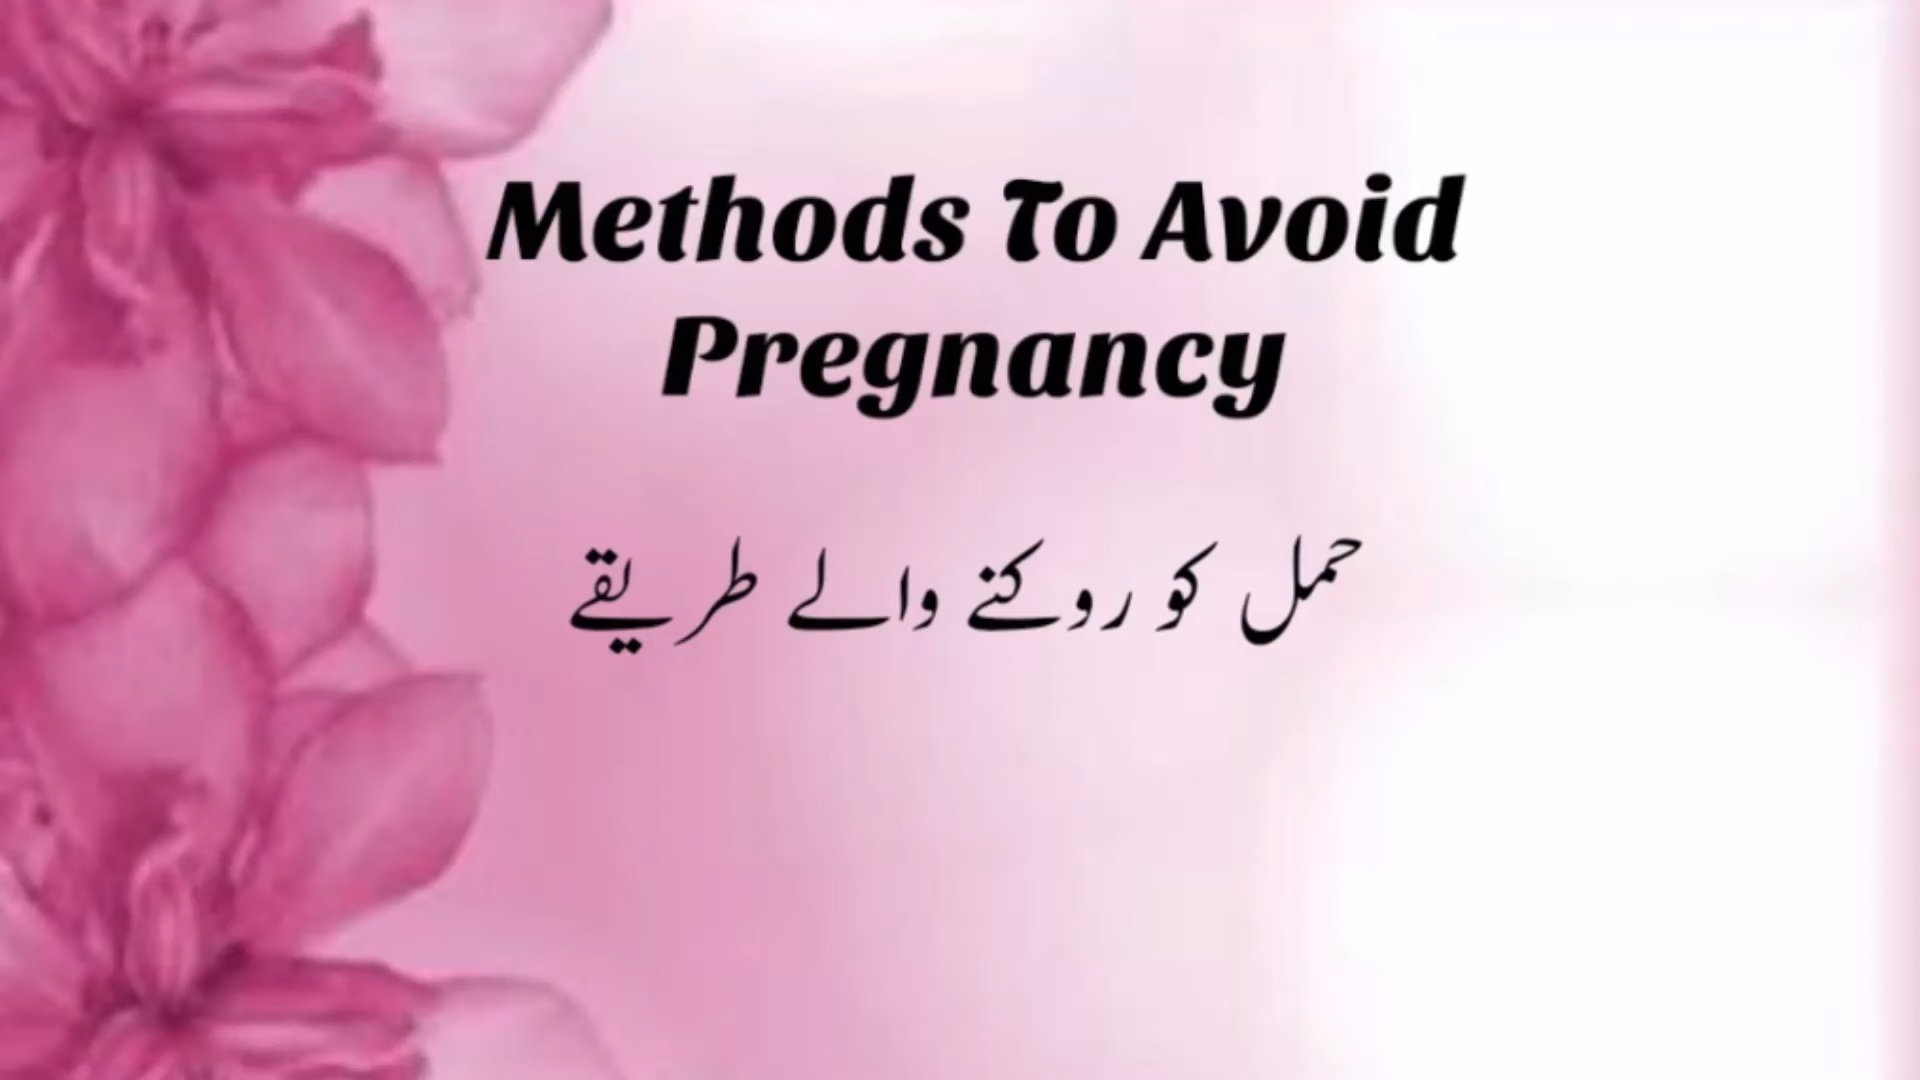 Methods To Avoid
Pregnancy
حمل کو روکنے والے طریقے